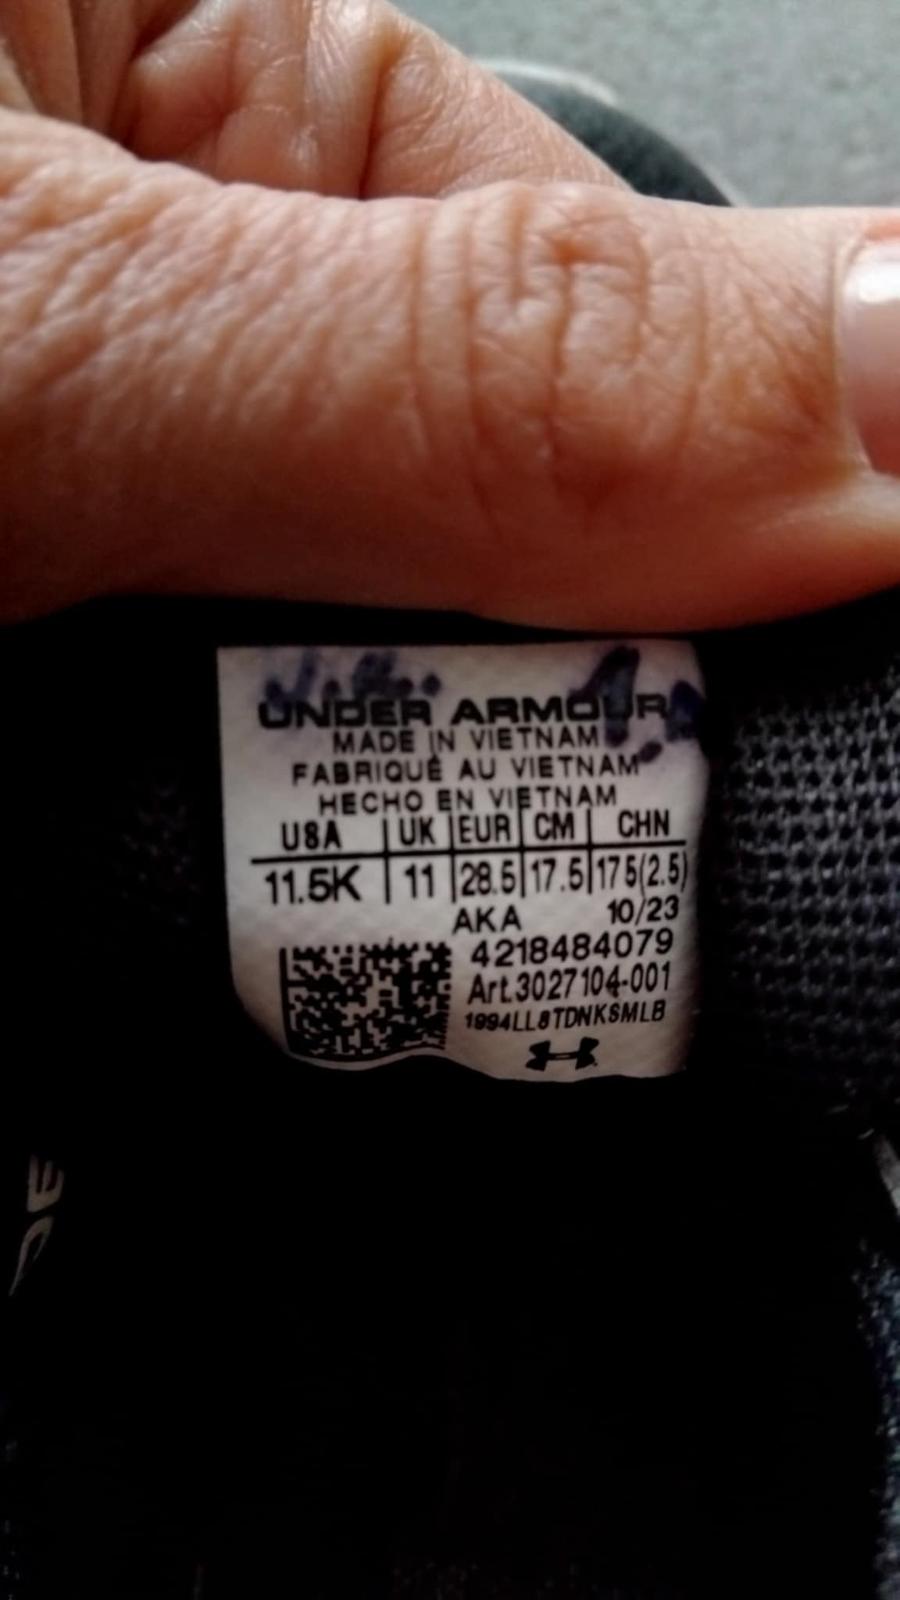 UNDER ARMOUR
MADE IN VIETNAM
FABRIQUÉ AU VIETNAM
HECHO EN VIETNAM
USA UK EUR CM CHN
11.5K 11 28.5 17.5 175(2.5)
AKA 10/23
4218484079
Art.3027104-001
1994LL8TDNKSMLB